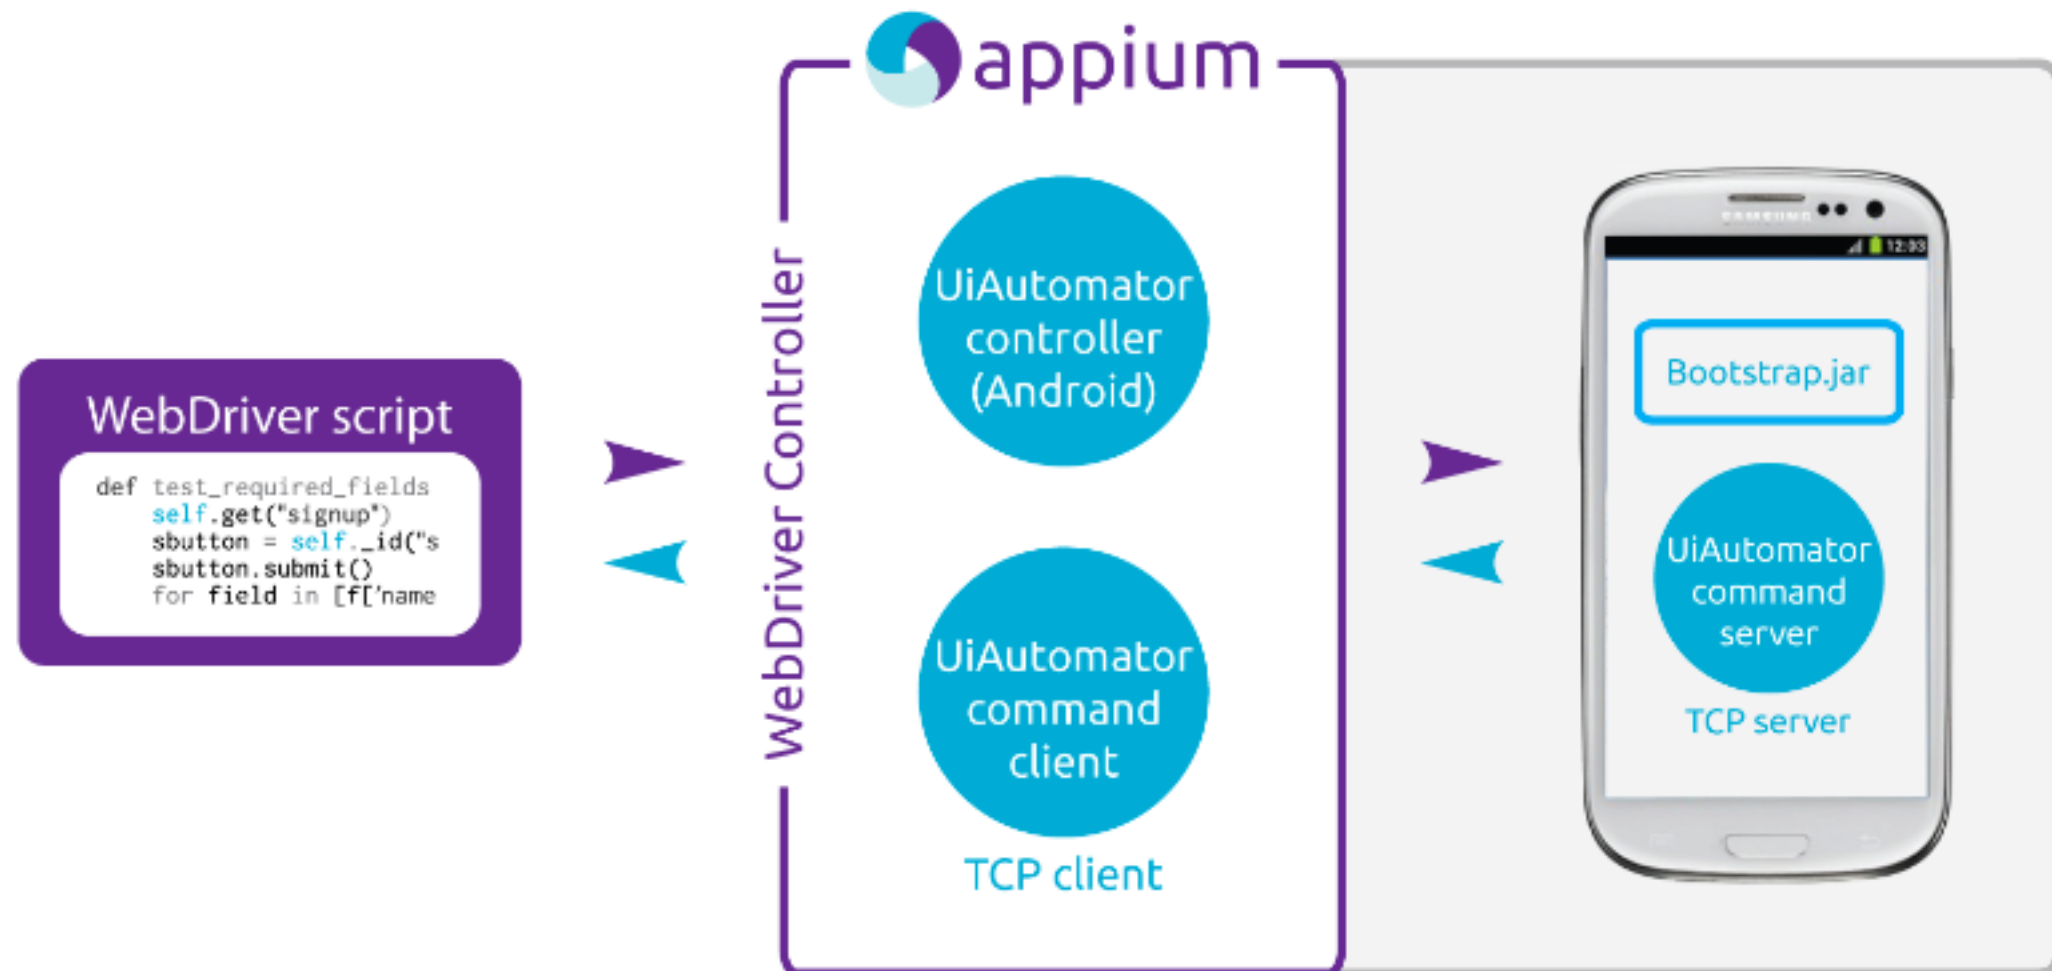 appium
WebDriver script
def test_required_fields
self.get("signup")
sbutton = self._id("s
sbutton.submit()
for field in [f['name
WebDriver Controller
UiAutomator
controller
(Android)
UiAutomator
command
client
TCP client
SAMSUNG
12:03
Bootstrap.jar
UiAutomator
command
server
TCP server